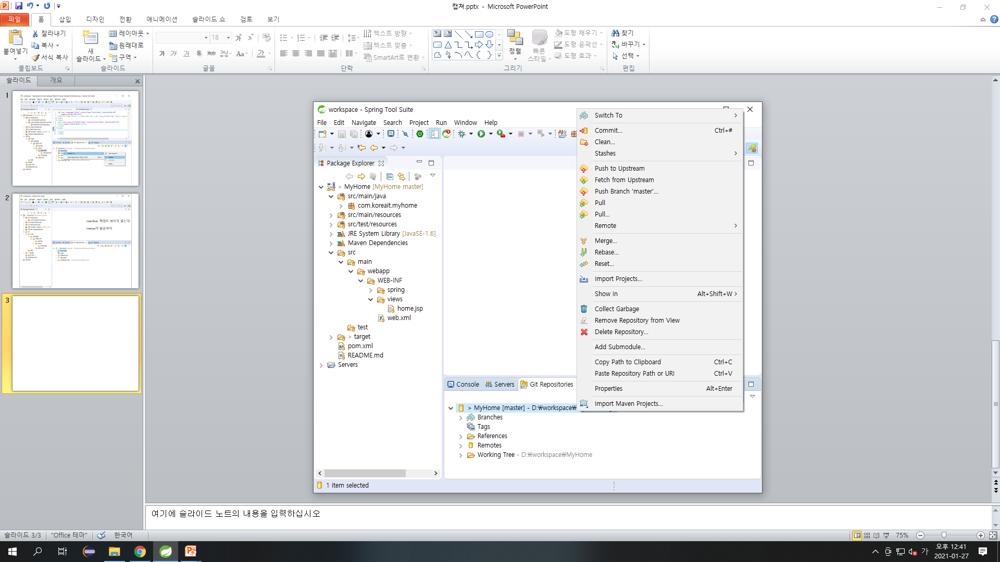 캡쳐.pptx - Microsoft PowerPoint
파일 홈 삽입 디자인 전환 애니메이션 슬라이드 쇼 검토 보기
붙여넣기
잘라내기
복사
서식 복사
클립보드
새
슬라이드
레이아웃
원래대로
구역
슬라이드
18
가 가 가 S 가나 Aa 가
글꼴
텍스트 방향
텍스트 맞춤
SmartArt로 변환
단락
정렬
빠른
스타일
도형 채우기
도형 윤곽선
도형 효과
그리기
찾기
바꾸기
선택
편집
슬라이드 개요
1
2
member 작업이 보이지 않는다.
merge가 필요하다.
3
workspace - Spring Tool Suite
File Edit Navigate Search Project Run Window Help
Package Explorer
> MyHome [MyHome master]
src/main/java
com.koreait.myhome
src/main/resources
src/test/resources
JRE System Library [JavaSE-1.6]
Maven Dependencies
src
main
webapp
WEB-INF
spring
views
home.jsp
web.xml
test
> target
pom.xml
README.md
Servers
1 item selected
Switch To
Commit... Ctrl+#
Clean...
Stashes
Push to Upstream
Fetch from Upstream
Push Branch 'master'...
Pull
Pull...
Remote
Merge...
Rebase...
Reset...
Import Projects...
Show In Alt+Shift+W
Collect Garbage
Remove Repository from View
Delete Repository...
Add Submodule...
Copy Path to Clipboard Ctrl+C
Paste Repository Path or URI Ctrl+V
Properties Alt+Enter
Import Maven Projects...
Console Servers Git Repositories
> MyHome [master] - D:₩workspace₩
Branches
Tags
References
Remotes
Working Tree - D:₩workspace₩MyHome
여기에 슬라이드 노트의 내용을 입력하십시오
슬라이드 3/3 "Office 테마" 한국어
75%
가
오후 12:41
2021-01-27